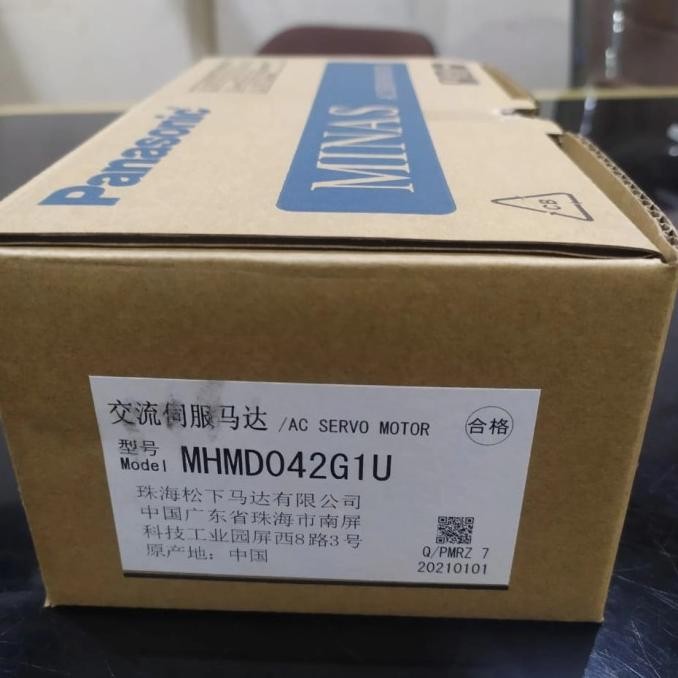 Panasonic
MINAS
CB
交流伺服马达 /AC SERVO MOTOR
合格
型号
Model MHMD042G1U
珠海松下马达有限公司
中国广东省珠海市南屏
科技工业园屏西8路3号
原产地: 中国
Q/PMRZ 7
20210101